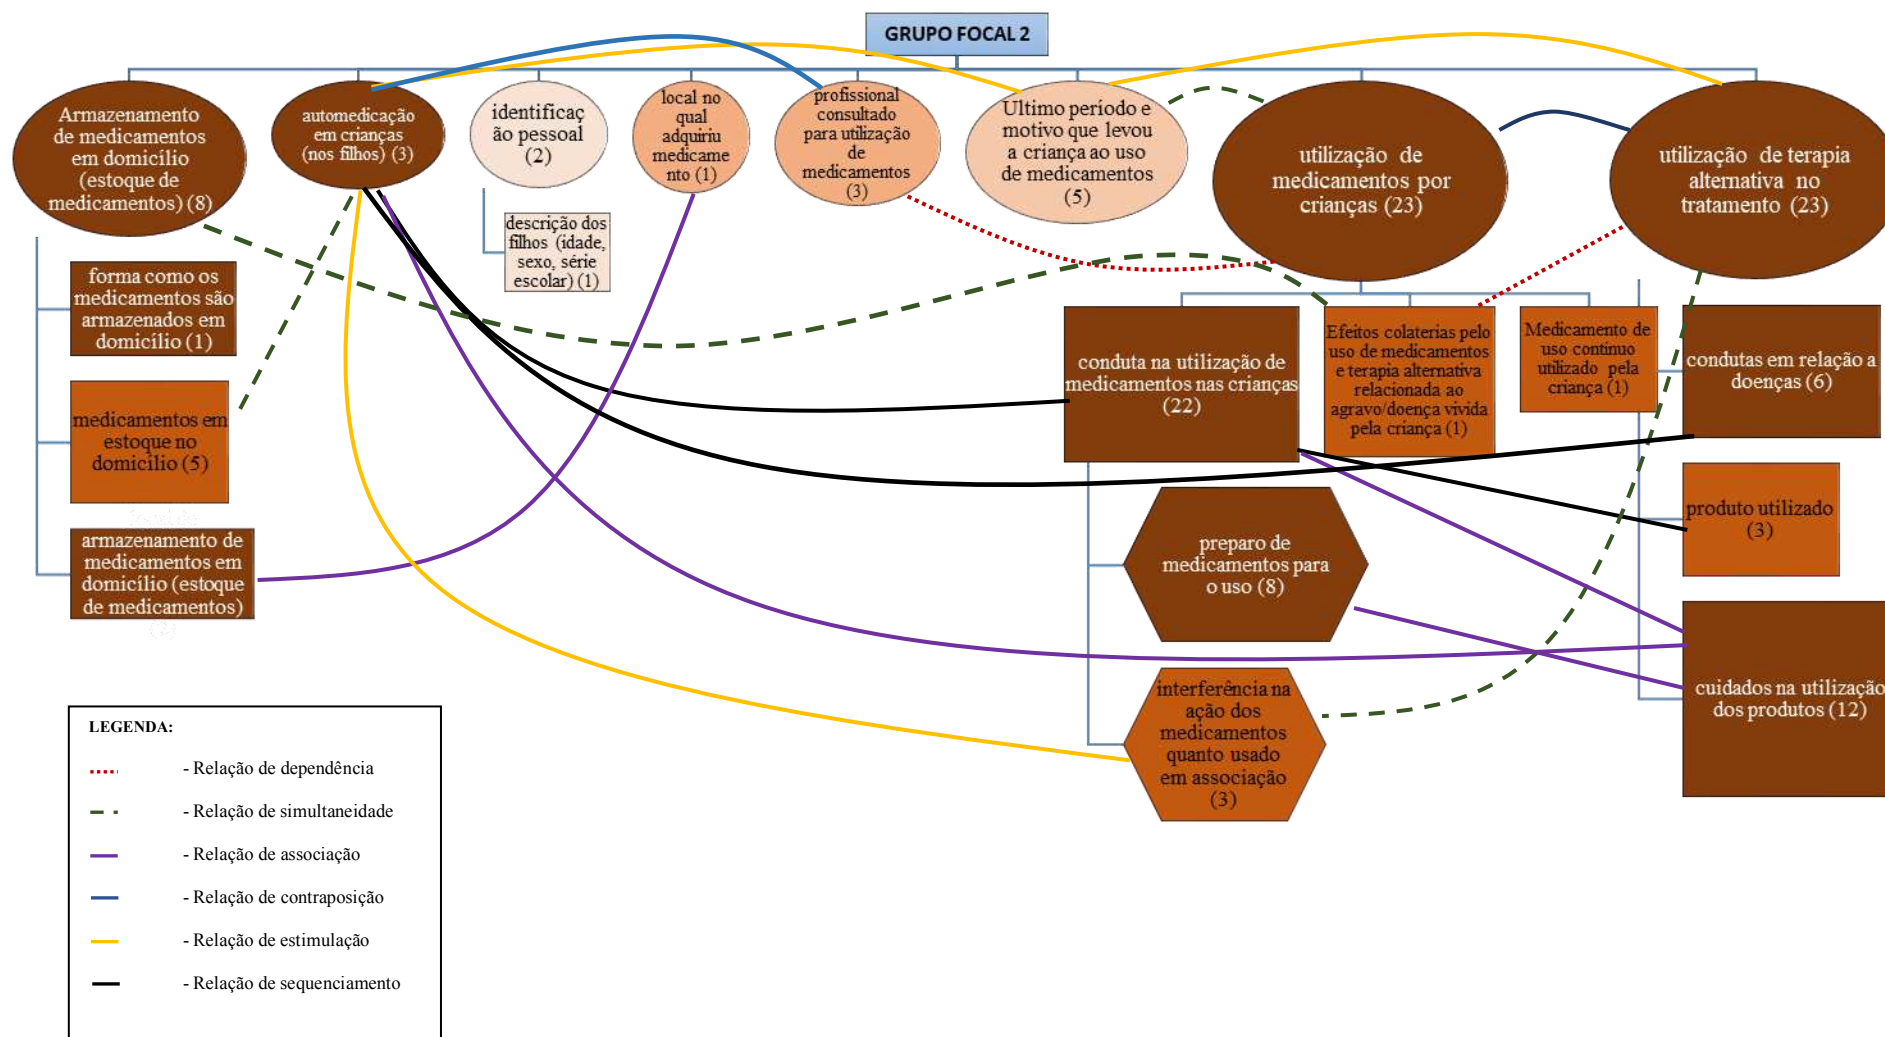 GRUPO FOCAL 2
Armazenamento
de medicamentos
em domicílio
(estoque de
medicamentos) (8)
automedicação
em crianças
(nos filhos) (3)
identificaç
ão pessoal
(2)
local no
qual
adquiriu
medicame
nto (1)
profissional
consultado
para utilização
de
medicamentos
(3)
Ultimo período e
motivo que levou
a criança ao uso
de medicamentos
(5)
utilização de
medicamentos por
crianças (23)
utilização de terapia
alternativa no
tratamento (23)
forma como os
medicamentos são
armazenados em
domicílio (1)
medicamentos em
estoque no
domicílio (5)
armazenamento de
medicamentos em
domicílio (estoque
de medicamentos)
(2)
descrição dos
filhos (idade,
sexo, série
escolar) (1)
conduta na utilização de
medicamentos nas crianças
(22)
Efeitos colaterias pelo
uso de medicamentos
e terapia alternativa
relacionada ao
agravo/doença vivida
pela criança (1)
Medicamento de
uso contínuo
utilizado pela
criança (1)
preparo de
medicamentos para
o uso (8)
interferência na
ação dos
medicamentos
quanto usado
em associação
(3)
condutas em relação a
doenças (6)
produto utilizado
(3)
cuidados na utilização
dos produtos (12)
LEGENDA:
- Relação de dependência
- Relação de simultaneidade
- Relação de associação
- Relação de contraposição
- Relação de estimulação
- Relação de sequenciamento